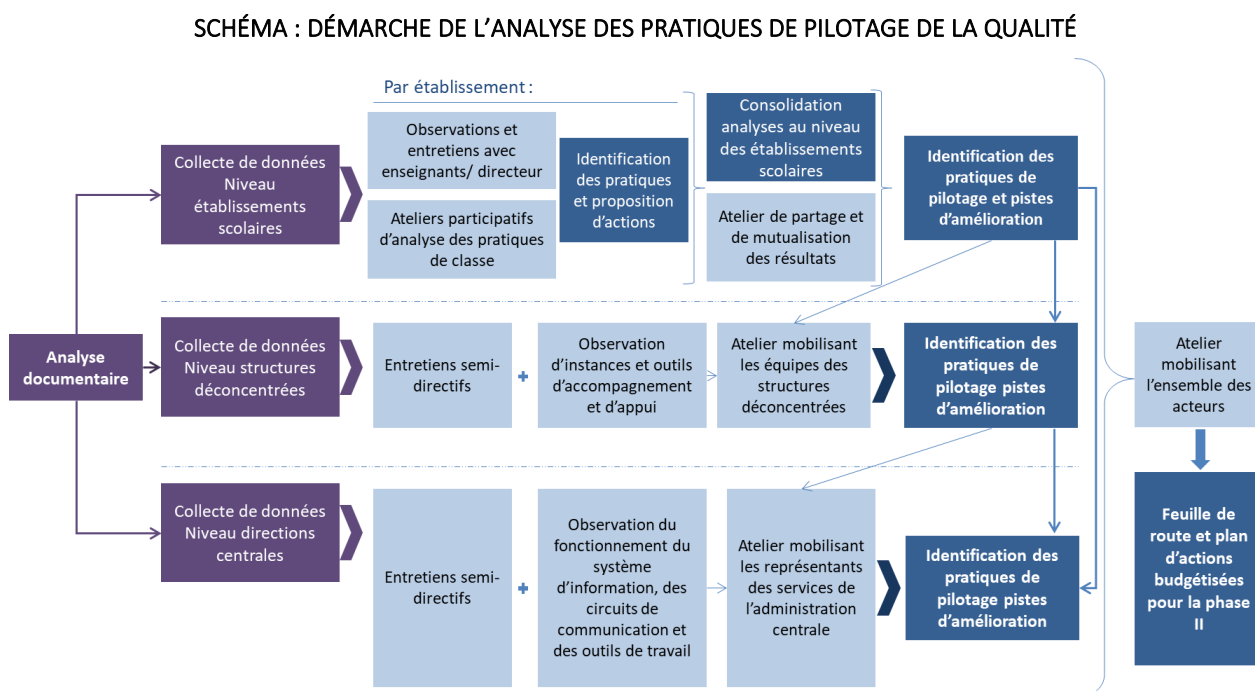 SCHÉMA : DÉMARCHE DE L’ANALYSE DES PRATIQUES DE PILOTAGE DE LA QUALITÉ
Par établissement :
Analyse
documentaire
Collecte de données
Niveau
établissements
scolaires
Observations et
entretiens avec
enseignants/ directeur
Ateliers participatifs
d’analyse des pratiques
de classe
Identification
des pratiques
et proposition
d’actions
Consolidation
analyses au niveau
des établissements
scolaires
Atelier de partage et
de mutualisation
des résultats
Identification des
pratiques de
pilotage et pistes
d’amélioration
Collecte de données
Niveau structures
déconcentrées
Entretiens semi-
directifs
+
Observation
d’instances et outils
d’accompagnement
et d’appui
Atelier mobilisant
les équipes des
structures
déconcentrées
Identification des
pratiques de
pilotage pistes
d’amélioration
Collecte de données
Niveau directions
centrales
Entretiens semi-
directifs
+
Observation du
fonctionnement du
système
d’information, des
circuits de
communication et
des outils de travail
Atelier mobilisant
les représentants
des services de
l’administration
centrale
Identification des
pratiques de
pilotage pistes
d’amélioration
Atelier
mobilisant
l’ensemble des
acteurs
Feuille de
route et plan
d’actions
budgétisées
pour la phase
II